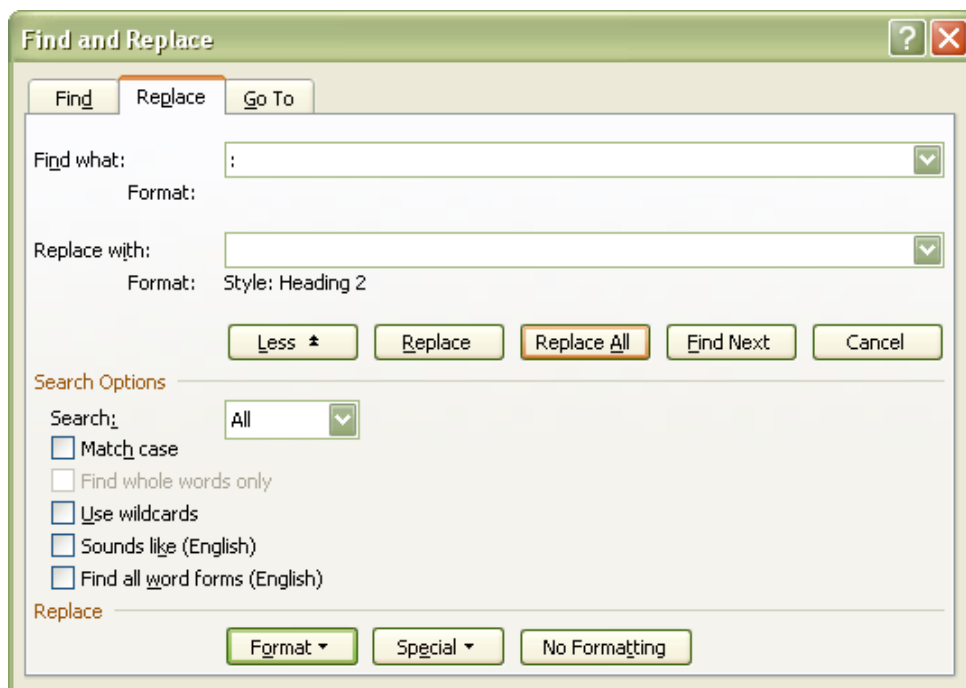 Find and Replace
Find Replace Go To
Find what: :
Format:
Replace with:
Format: Style: Heading 2
Less Replace Replace All Find Next Cancel
Search Options
Search: All
Match case
Find whole words only
Use wildcards
Sounds like (English)
Find all word forms (English)
Replace
Format Special No Formatting